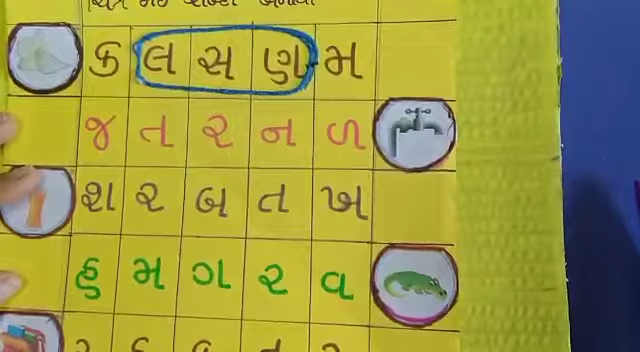 ક લ સ ણ મ
જ ત ર ન ળ
શ ર બ ત ખ
હ મ ગ ર વ